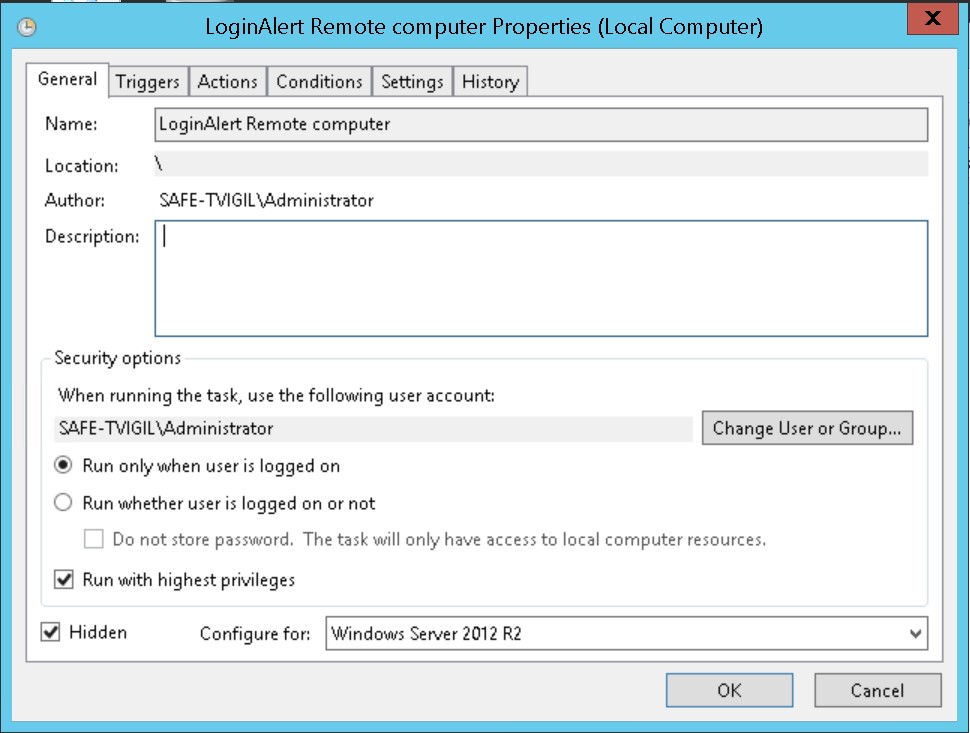 LoginAlert Remote computer Properties (Local Computer)
General Triggers Actions Conditions Settings History
Name: LoginAlert Remote computer
Location: \
Author: SAFE-TVIGIL\Administrator
Description:
Security options
When running the task, use the following user account:
SAFE-TVIGIL\Administrator Change User or Group...
Run only when user is logged on
Run whether user is logged on or not
Do not store password. The task will only have access to local computer resources.
Run with highest privileges
Hidden Configure for: Windows Server 2012 R2
OK Cancel